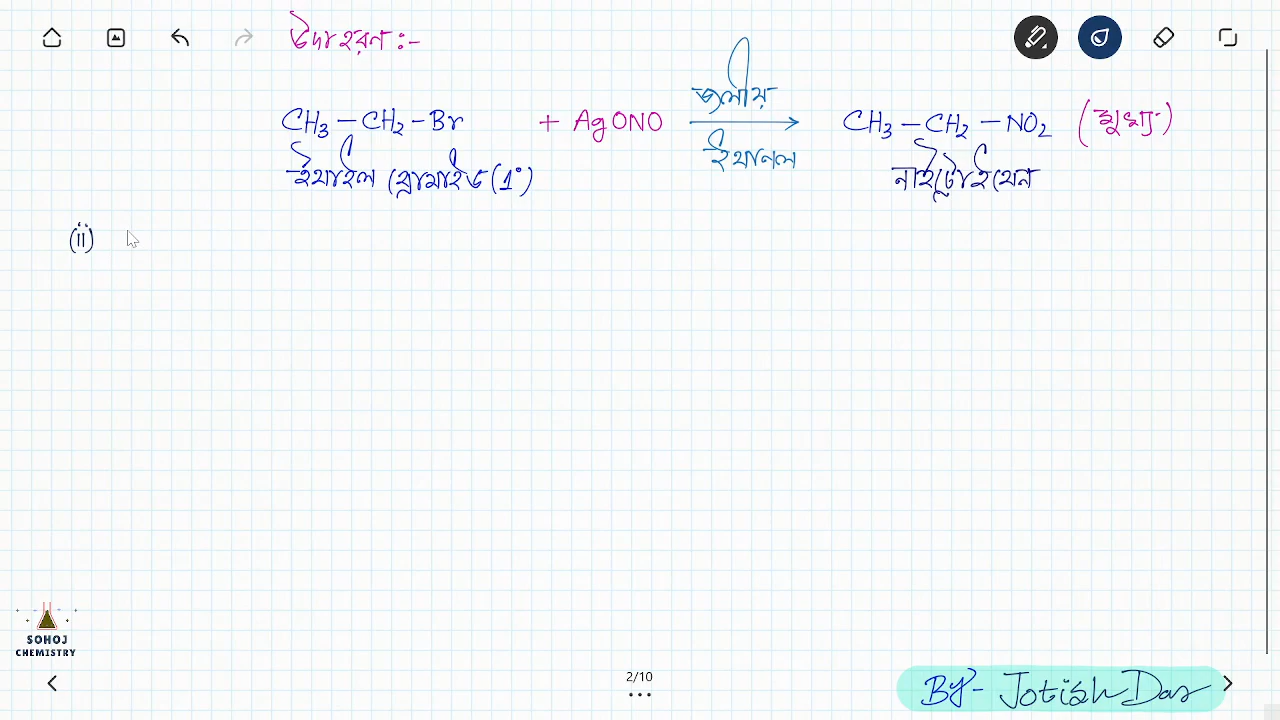 উদাহরণ :-
জলীয়
CH₃ – CH₂ – Br + AgONO CH₃ – CH₂ – NO₂ (মুখ্য)
ইথানল
ইথাইল ব্রোমাইড (1°) নাইট্রোইথেন
(ii)
SOHOJ
CHEMISTRY
2/10
BY - Jotish Das